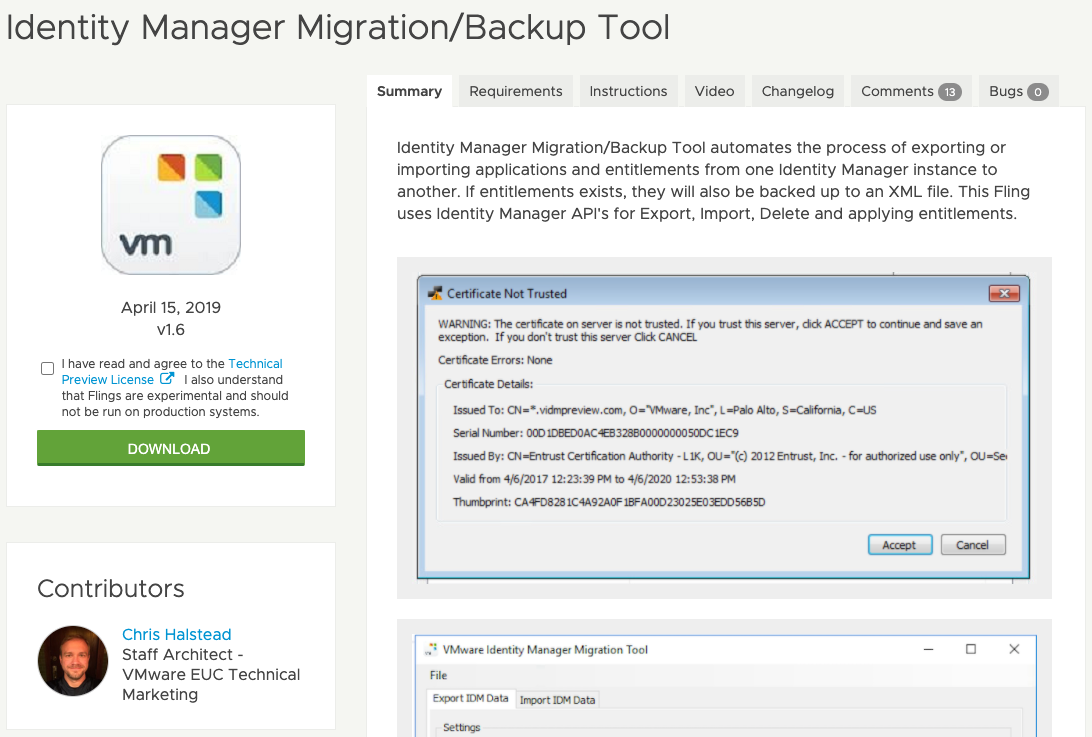 Identity Manager Migration/Backup Tool
Summary
Requirements
Instructions
Video
Changelog
Comments 13
Bugs 0
vm
April 15, 2019
v1.6
I have read and agree to the Technical
Preview License I also understand
that Flings are experimental and should
not be run on production systems.
DOWNLOAD
Contributors
Chris Halstead
Staff Architect -
VMware EUC Technical
Marketing
Identity Manager Migration/Backup Tool automates the process of exporting or
importing applications and entitlements from one Identity Manager instance to
another. If entitlements exists, they will also be backed up to an XML file. This Fling
uses Identity Manager API's for Export, Import, Delete and applying entitlements.
Certificate Not Trusted
WARNING: The certificate on server is not trusted. If you trust this server, click ACCEPT to continue and save an
exception. If you don't trust this server Click CANCEL
Certificate Errors: None
Certificate Details:
Issued To: CN=*.vidmpreview.com, O="VMware, Inc", L=Palo Alto, S=California, C=US
Serial Number: 00D1DBED0AC4EB328B0000000050DC1EC9
Issued By: CN=Entrust Certification Authority - L1K, OU="(c) 2012 Entrust, Inc. - for authorized use only", OU=Se
Valid from 4/6/2017 12:23:39 PM to 4/6/2020 12:53:38 PM
Thumbprint: CA4FD8281C4A92A0F1BFA00D23025E03EDD56B5D
Accept
Cancel
VMware Identity Manager Migration Tool
File
Export IDM Data
Import IDM Data
Settings